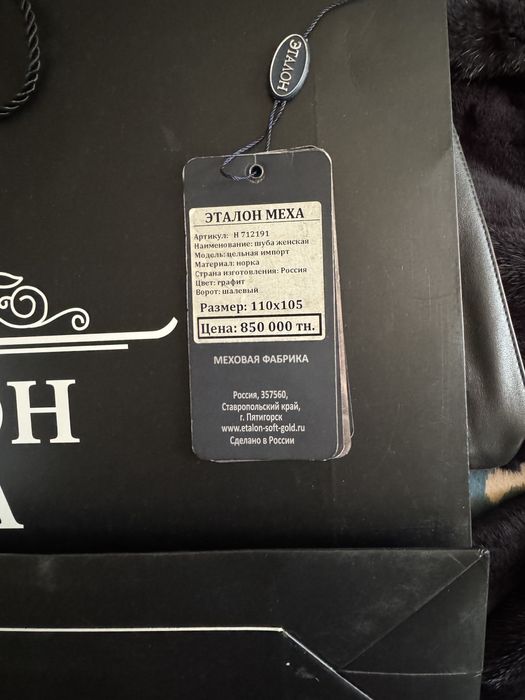 ЭТАЛОН
ЭТАЛОН МЕХА
Артикул: Н 712191
Наименование: шуба женская
Модель: цельная импорт
Материал: норка
Страна изготовления: Россия
Цвет: графит
Ворот: шалевый
Размер: 110х105
Цена: 850 000 тн.
МЕХОВАЯ ФАБРИКА
Россия, 357560,
Ставропольский край,
г. Пятигорск
www.etalon-soft-gold.ru
Сделано в России
ОН
А